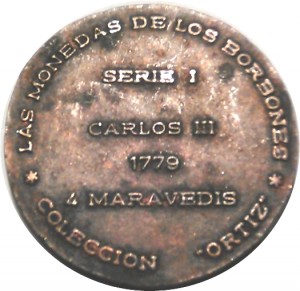 LAS MONEDAS DE LOS BORBONES
SERIE I
CARLOS III
1779
4 MARAVEDIS
* COLECCION "ORTIZ" *